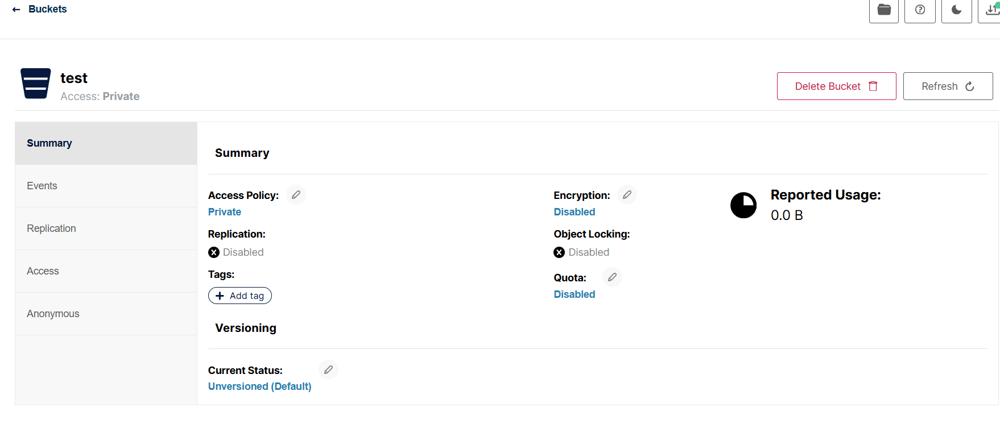 Buckets
test
Access: Private
Delete Bucket
Refresh
Summary
Events
Replication
Access
Anonymous
Summary
Access Policy:
Private
Replication:
Disabled
Tags:
Add tag
Encryption:
Disabled
Object Locking:
Disabled
Quota:
Disabled
Reported Usage:
0.0 B
Versioning
Current Status:
Unversioned (Default)